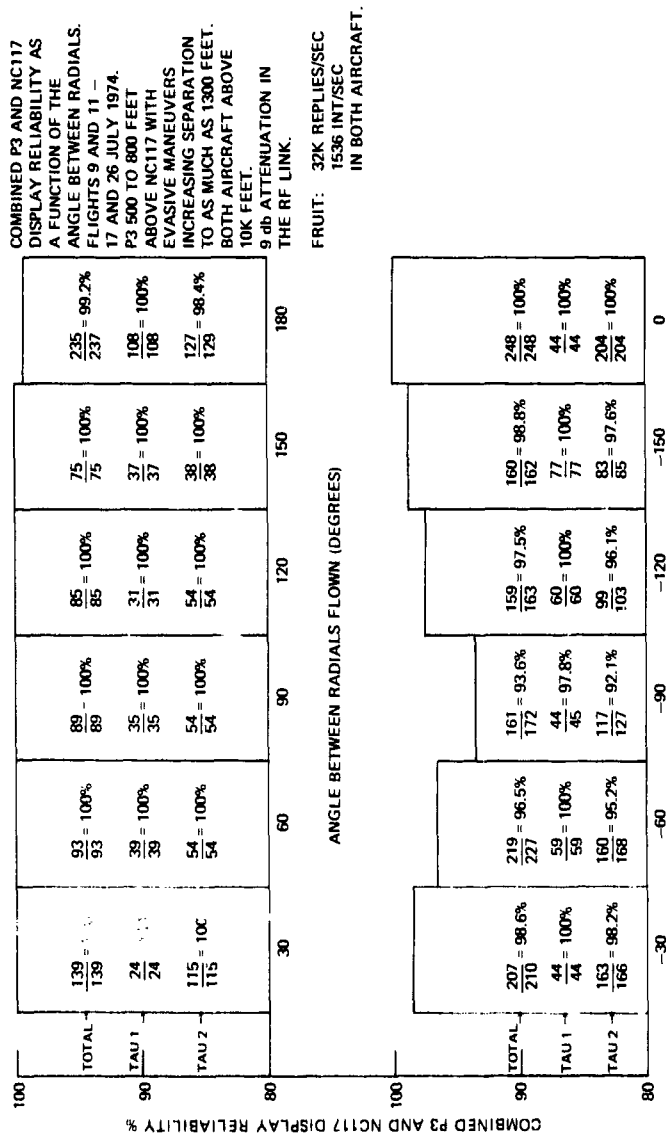 COMBINED P3 AND NC117
DISPLAY RELIABILITY AS
A FUNCTION OF THE
ANGLE BETWEEN RADIALS.
FLIGHTS 9 AND 11 –
17 AND 26 JULY 1974.
P3 500 TO 800 FEET
ABOVE NC117 WITH
EVASIVE MANEUVERS
INCREASING SEPARATION
TO AS MUCH AS 1300 FEET.
BOTH AIRCRAFT ABOVE
10K FEET.
9 db ATTENUATION IN
THE RF LINK.
FRUIT: 32K REPLIES/SEC
1536 INT/SEC
IN BOTH AIRCRAFT.
COMBINED P3 AND NC117 DISPLAY RELIABILITY %
100
90
80
TOTAL
TAU 1
TAU 2
139/139 =
24/24
115/115 = 100
93/93 = 100%
39/39 = 100%
54/54 = 100%
89/89 – 100%
35/35 = 100%
54/54 = 100%
85/85 = 100%
31/31 = 100%
54/54 = 100%
75/75 = 100%
37/37 = 100%
38/38 = 100%
235/237 = 99.2%
108/108 = 100%
127/129 = 98.4%
30 60 90 120 150 180
ANGLE BETWEEN RADIALS FLOWN (DEGREES)
100
90
80
TOTAL
TAU 1
TAU 2
207/210 = 98.6%
44/44 = 100%
163/166 = 98.2%
219/227 = 96.5%
59/59 = 100%
160/168 = 95.2%
161/172 = 93.6%
44/45 = 97.8%
117/127 = 92.1%
159/163 = 97.5%
60/60 = 100%
99/103 = 96.1%
160/162 = 98.8%
77/77 = 100%
83/85 = 97.6%
248/248 = 100%
44/44 = 100%
204/204 = 100%
–30 –60 –90 –120 –150 0